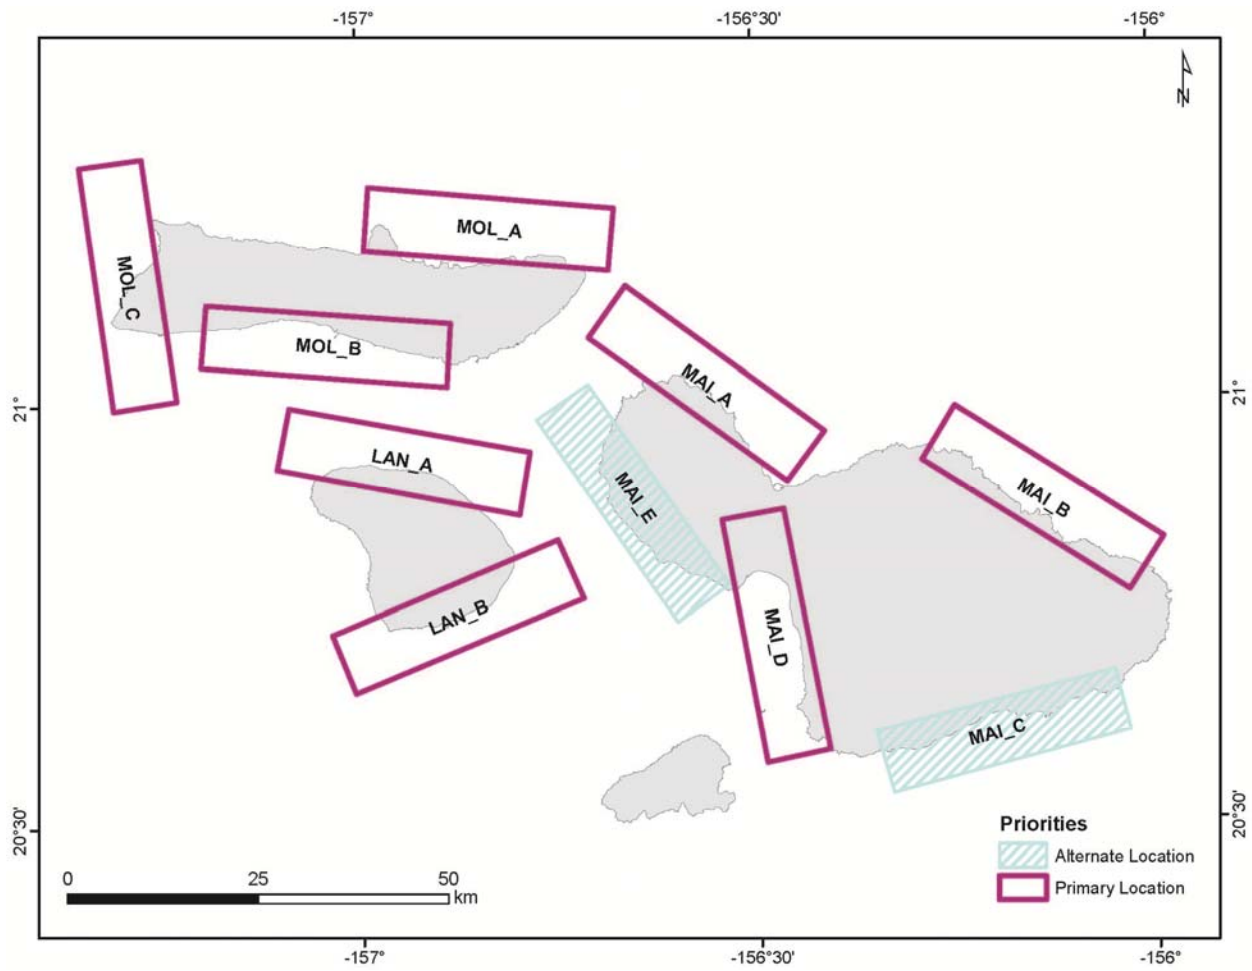 -157°
-156°30'
-156°
N
MOL_A
MOL_C
MOL_B
MAI_A
21°
21°
LAN_A
MAI_E
MAI_B
LAN_B
MAI_D
MAI_C
20°30'
20°30'
Priorities
Alternate Location
Primary Location
0 25 50
km
-157°
-156°30'
-156°